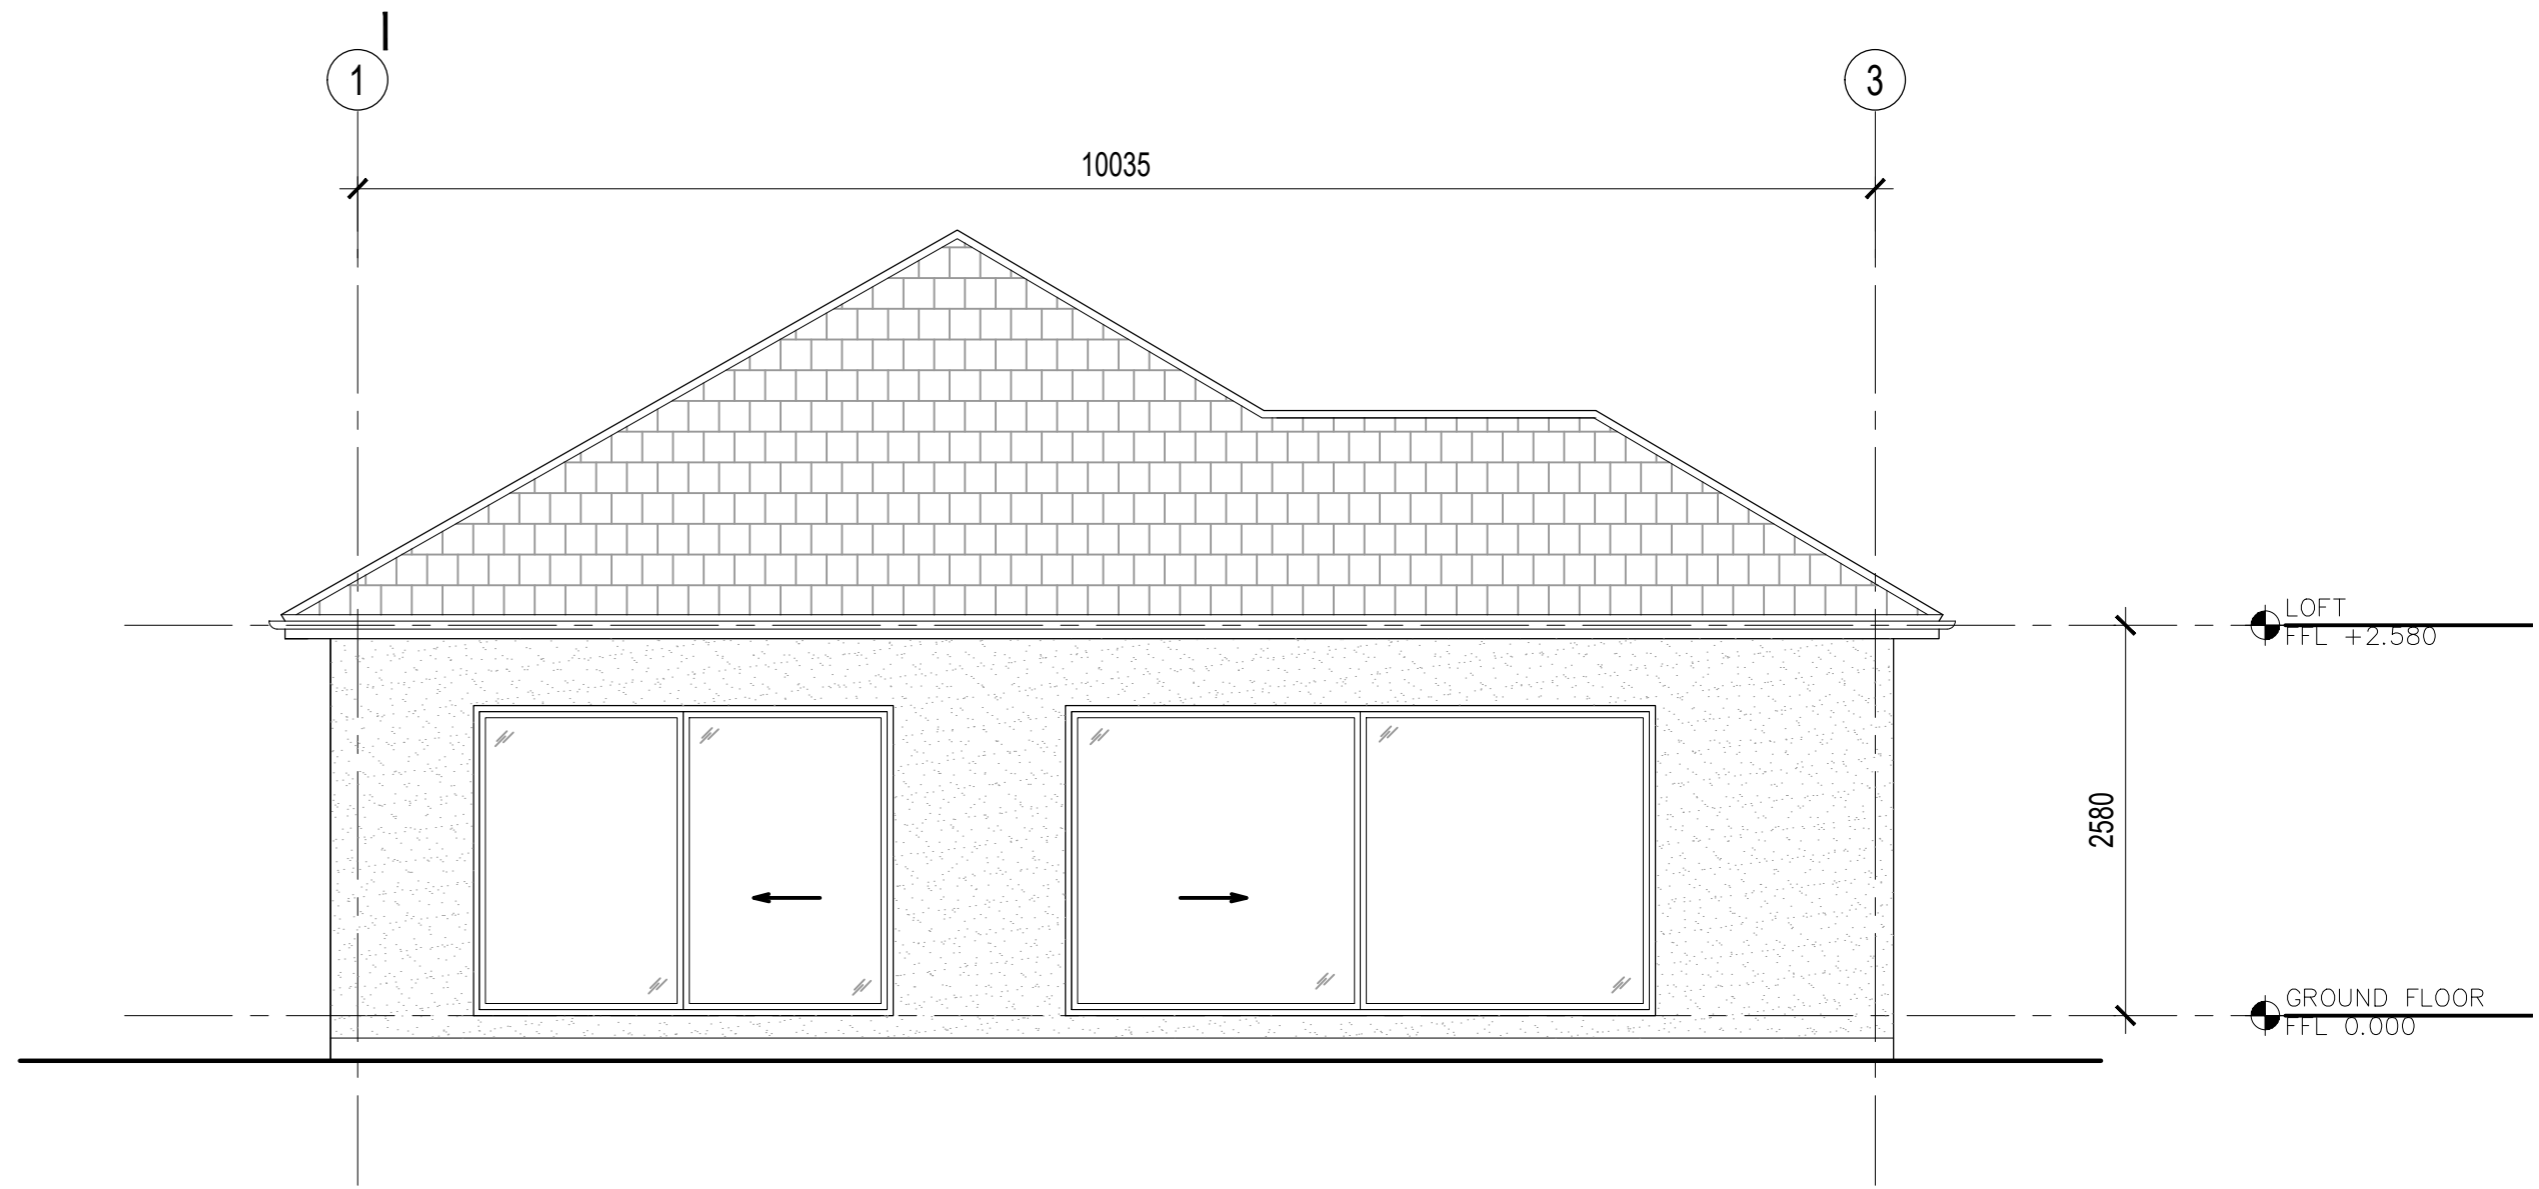 1
3
10035
LOFT
FFL +2.580
2580
GROUND FLOOR
FFL 0.000